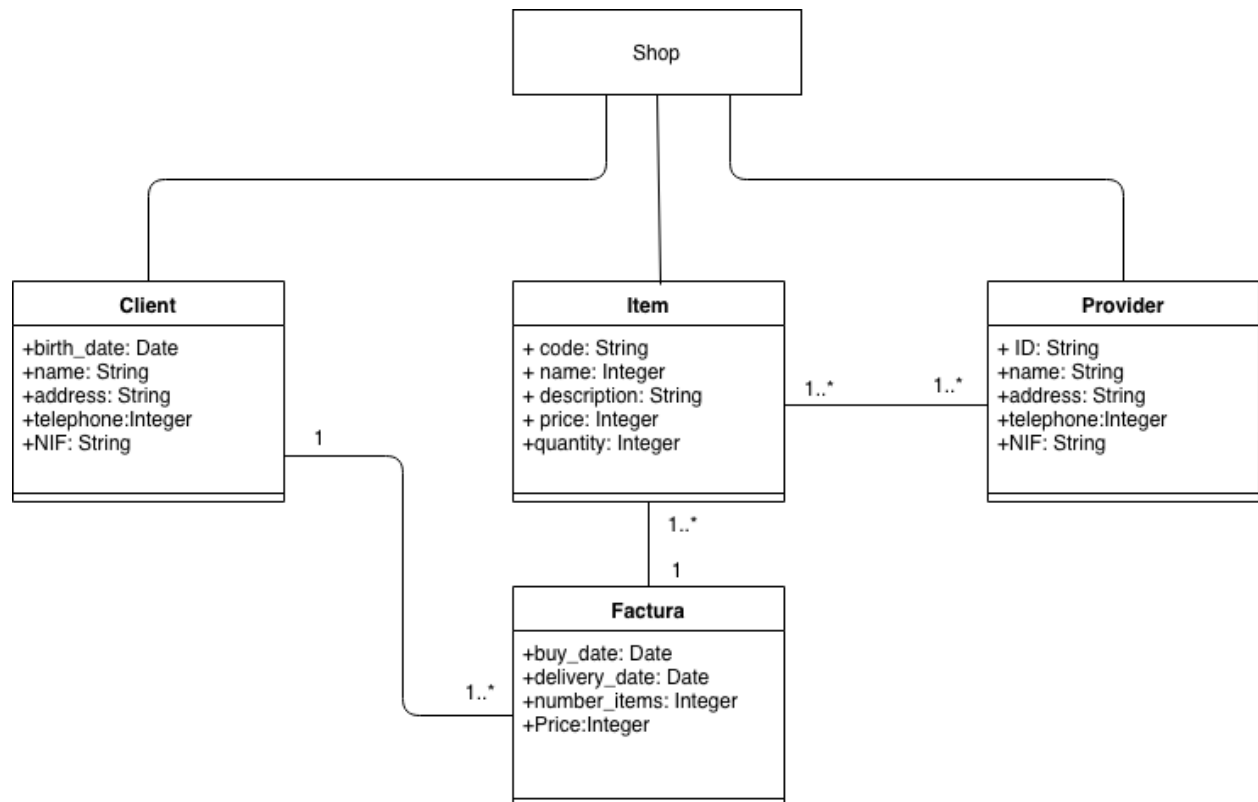 Shop
Client
+birth_date: Date
+name: String
+address: String
+telephone:Integer
+NIF: String
Item
+ code: String
+ name: Integer
+ description: String
+ price: Integer
+quantity: Integer
Provider
+ ID: String
+name: String
+address: String
+telephone:Integer
+NIF: String
1..*
1..*
1
1..*
1..*
1
Factura
+buy_date: Date
+delivery_date: Date
+number_items: Integer
+Price:Integer